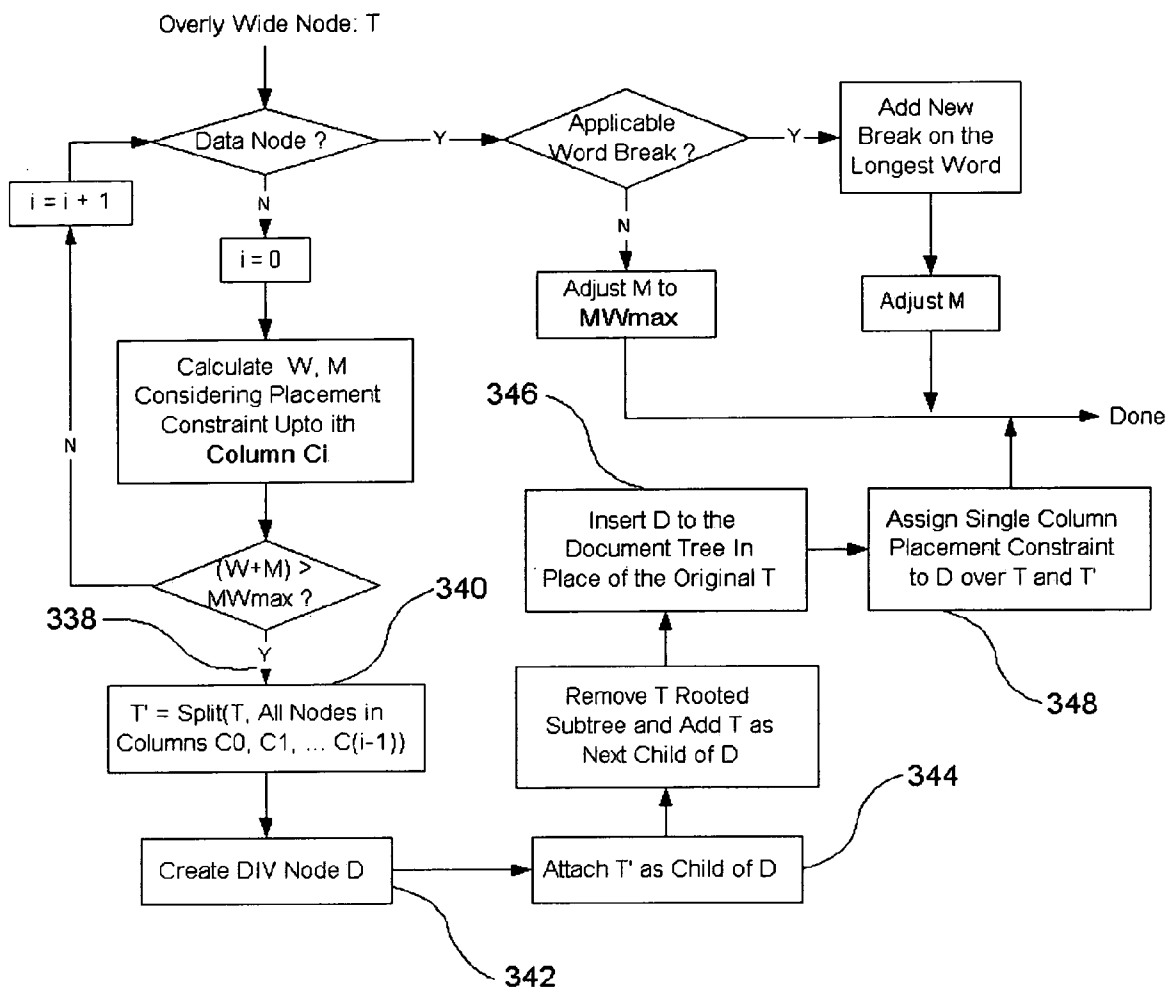 Overly Wide Node: T
Data Node ?
Y
Applicable
Word Break ?
Y
Add New
Break on the
Longest Word
i = i + 1
N
i = 0
N
Adjust M to
MWmax
Adjust M
Calculate W, M
Considering Placement
Constraint Upto ith
Column Ci
N
346
Done
Insert D to the
Document Tree In
Place of the Original T
Assign Single Column
Placement Constraint
to D over T and T'
(W+M) >
MWmax ?
340
338
Y
348
T' = Split(T, All Nodes in
Columns C0, C1, ... C(i-1))
Remove T Rooted
Subtree and Add T as
Next Child of D
344
Create DIV Node D
Attach T' as Child of D
342